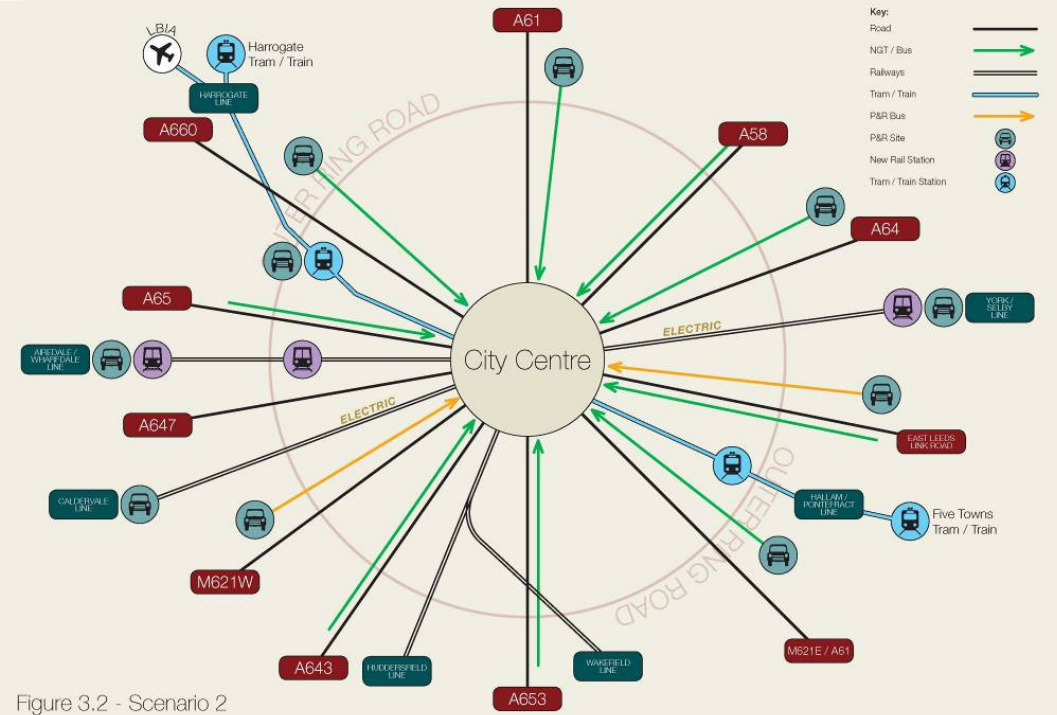 A61
Key:
Road
NGT / Bus
Railways
Tram / Train
P&R Bus
P&R Site
New Rail Station
Tram / Train Station
LBIA
Harrogate
Tram / Train
HARROGATE
LINE
A660
OUTER RING ROAD
A58
A64
A65
ELECTRIC
YORK /
SELBY
LINE
AIREDALE /
WHARFDALE
LINE
City Centre
A647
ELECTRIC
EAST LEEDS
LINK ROAD
CALDERVALE
LINE
HALLAM /
PONTEFRACT
LINE
Five Towns
Tram / Train
OUTER RING ROAD
M621W
A643
HUDDERSFIELD
LINE
WAKEFIELD
LINE
M621E / A61
A653
Figure 3.2 - Scenario 2